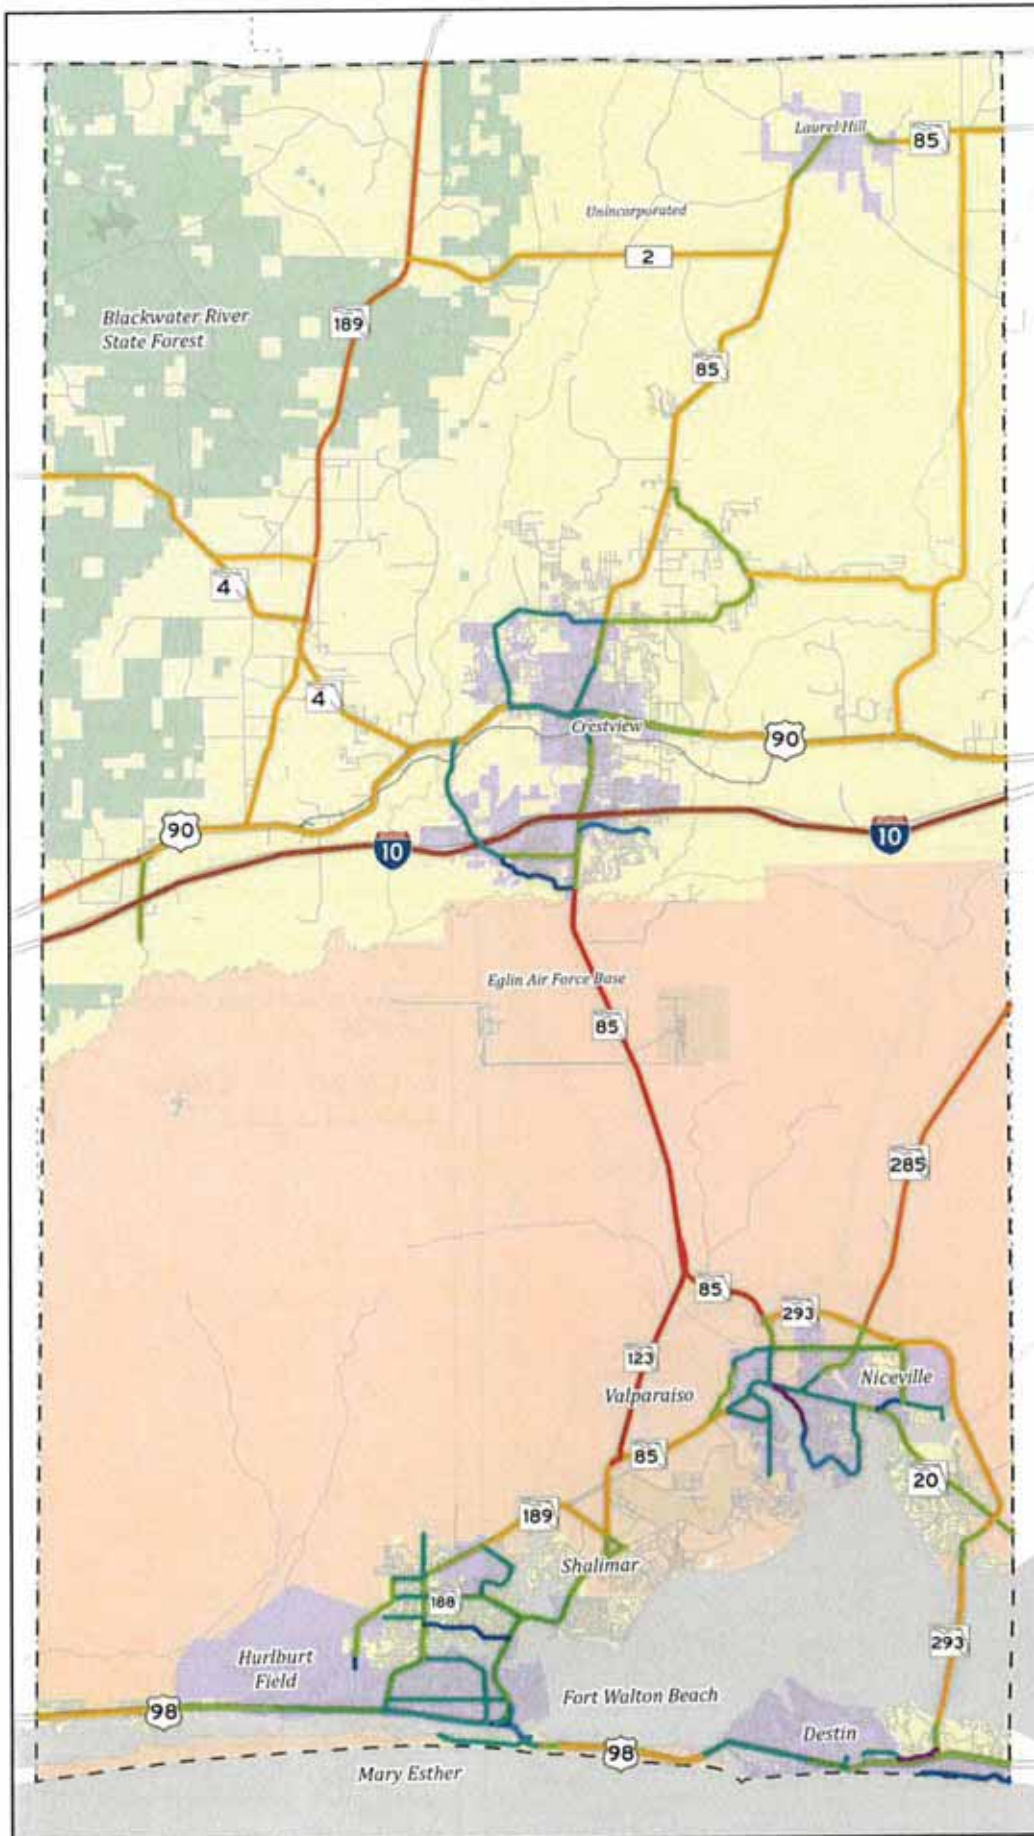 Laurel Hill
85
Unincorporated
2
Blackwater River
State Forest
189
85
4
4
Crestview
90
90
10
10
Eglin Air Force Base
85
285
85
293
123
Valparaiso
Niceville
85
20
189
Shalimar
188
293
Hurlburt
Field
Fort Walton Beach
98
Destin
98
Mary Esther